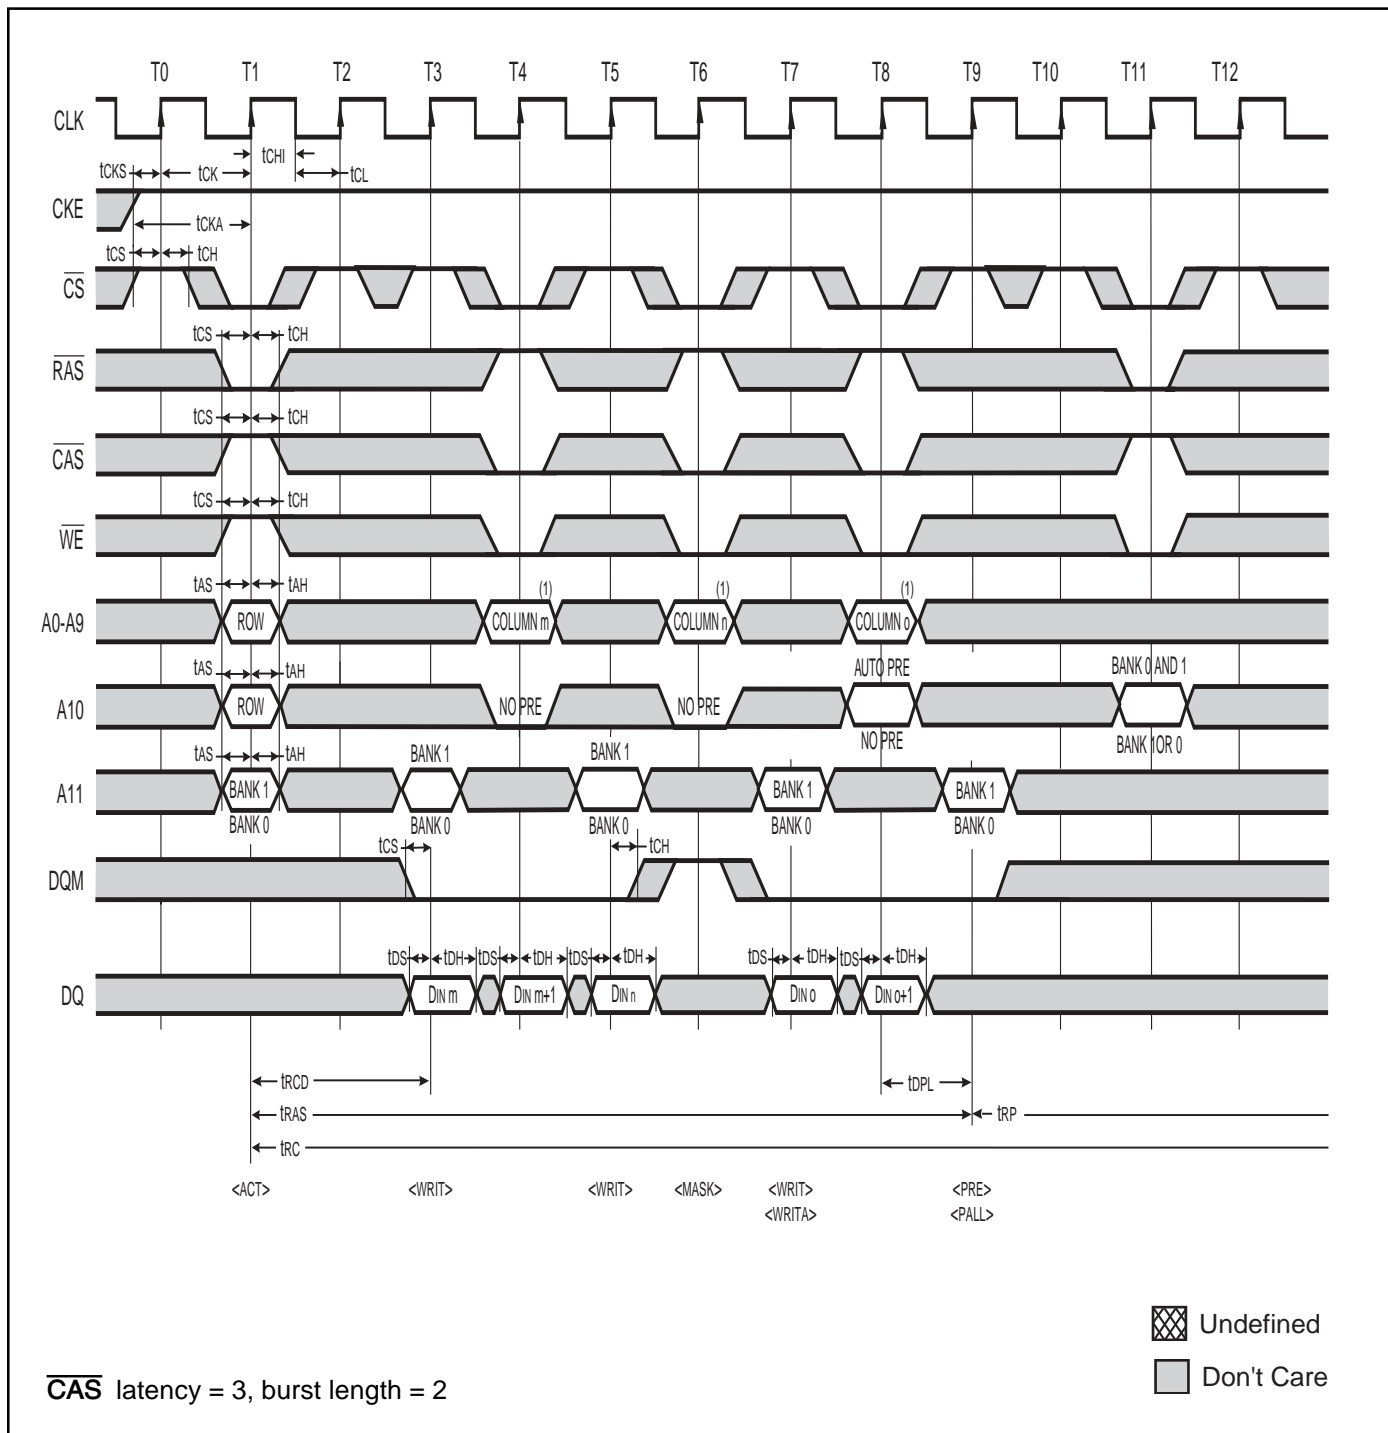 T0 T1 T2 T3 T4 T5 T6 T7 T8 T9 T10 T11 T12
CLK
tCHI
tCKS tCK tCL
CKE
tCKA
tCS tCH
CS
tCS tCH
RAS
tCS tCH
CAS
tCS tCH
WE
tAS tAH (1) (1) (1)
A0-A9 ROW COLUMN m COLUMN n COLUMN o
tAS tAH AUTO PRE BANK 0 AND 1
A10 ROW NO PRE NO PRE
NO PRE BANK 1OR 0
tAS tAH BANK 1 BANK 1
A11 BANK 1 BANK 1 BANK 1
BANK 0 BANK 0 BANK 0 BANK 0 BANK 0
tCS tCH
DQM
tDS tDH tDS tDH tDS tDH tDS tDH tDS tDH
DQ DIN m DIN m+1 DIN n DIN o DIN o+1
tRCD tDPL
tRAS tRP
tRC
<ACT> <WRIT> <WRIT> <MASK> <WRIT> <PRE>
<WRITA> <PALL>
Undefined
Don't Care
CAS latency = 3, burst length = 2